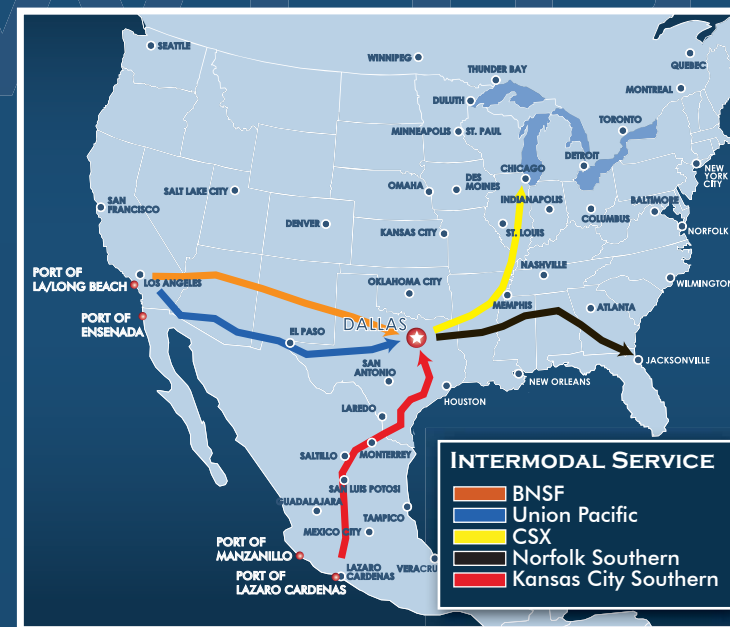 SEATTLE
WINNIPEG
THUNDER BAY
QUEBEC
MONTREAL
DULUTH
TORONTO
MINNEAPOLIS
ST. PAUL
DETROIT
CHICAGO
NEW
YORK
CITY
SALT LAKE CITY
OMAHA
DES
MOINES
INDIANAPOLIS
BALTIMORE
SAN
FRANCISCO
COLUMBUS
DENVER
KANSAS CITY
ST. LOUIS
NORFOLK
NASHVILLE
PORT OF
LA/LONG BEACH
LOS ANGELES
OKLAHOMA CITY
WILMINGTON
MEMPHIS
ATLANTA
PORT OF
ENSENADA
EL PASO
DALLAS
SAN
ANTONIO
JACKSONVILLE
NEW ORLEANS
HOUSTON
LAREDO
SALTILLO
MONTERREY
SAN LUIS POTOSI
GUADALAJARA
TAMPICO
MEXICO CITY
PORT OF
MANZANILLO
PORT OF
LAZARO CARDENAS
LAZARO
CARDENAS
VERACRU
INTERMODAL SERVICE
BNSF
Union Pacific
CSX
Norfolk Southern
Kansas City Southern